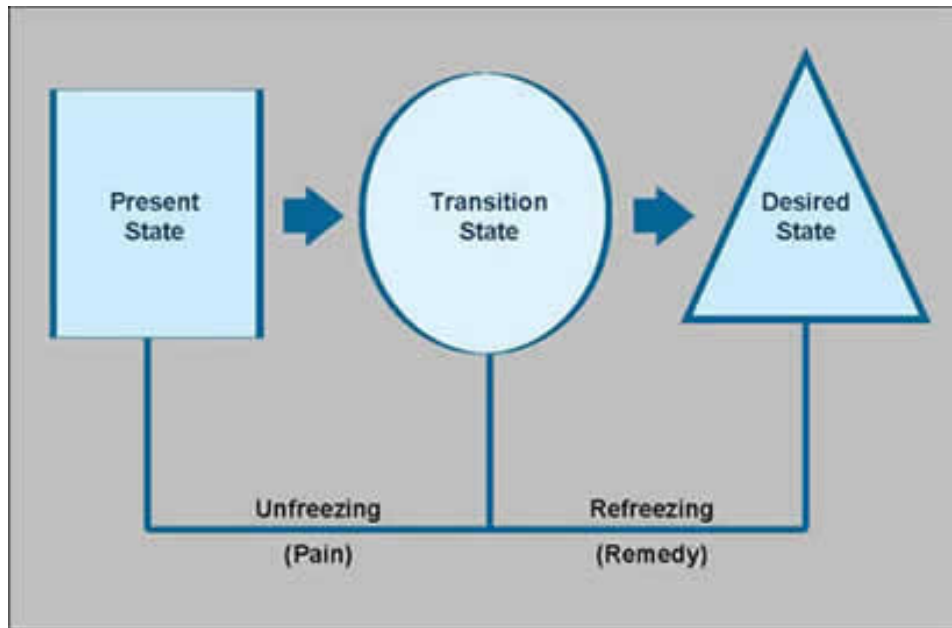 Present
State
Transition
State
Desired
State
Unfreezing
(Pain)
Refreezing
(Remedy)